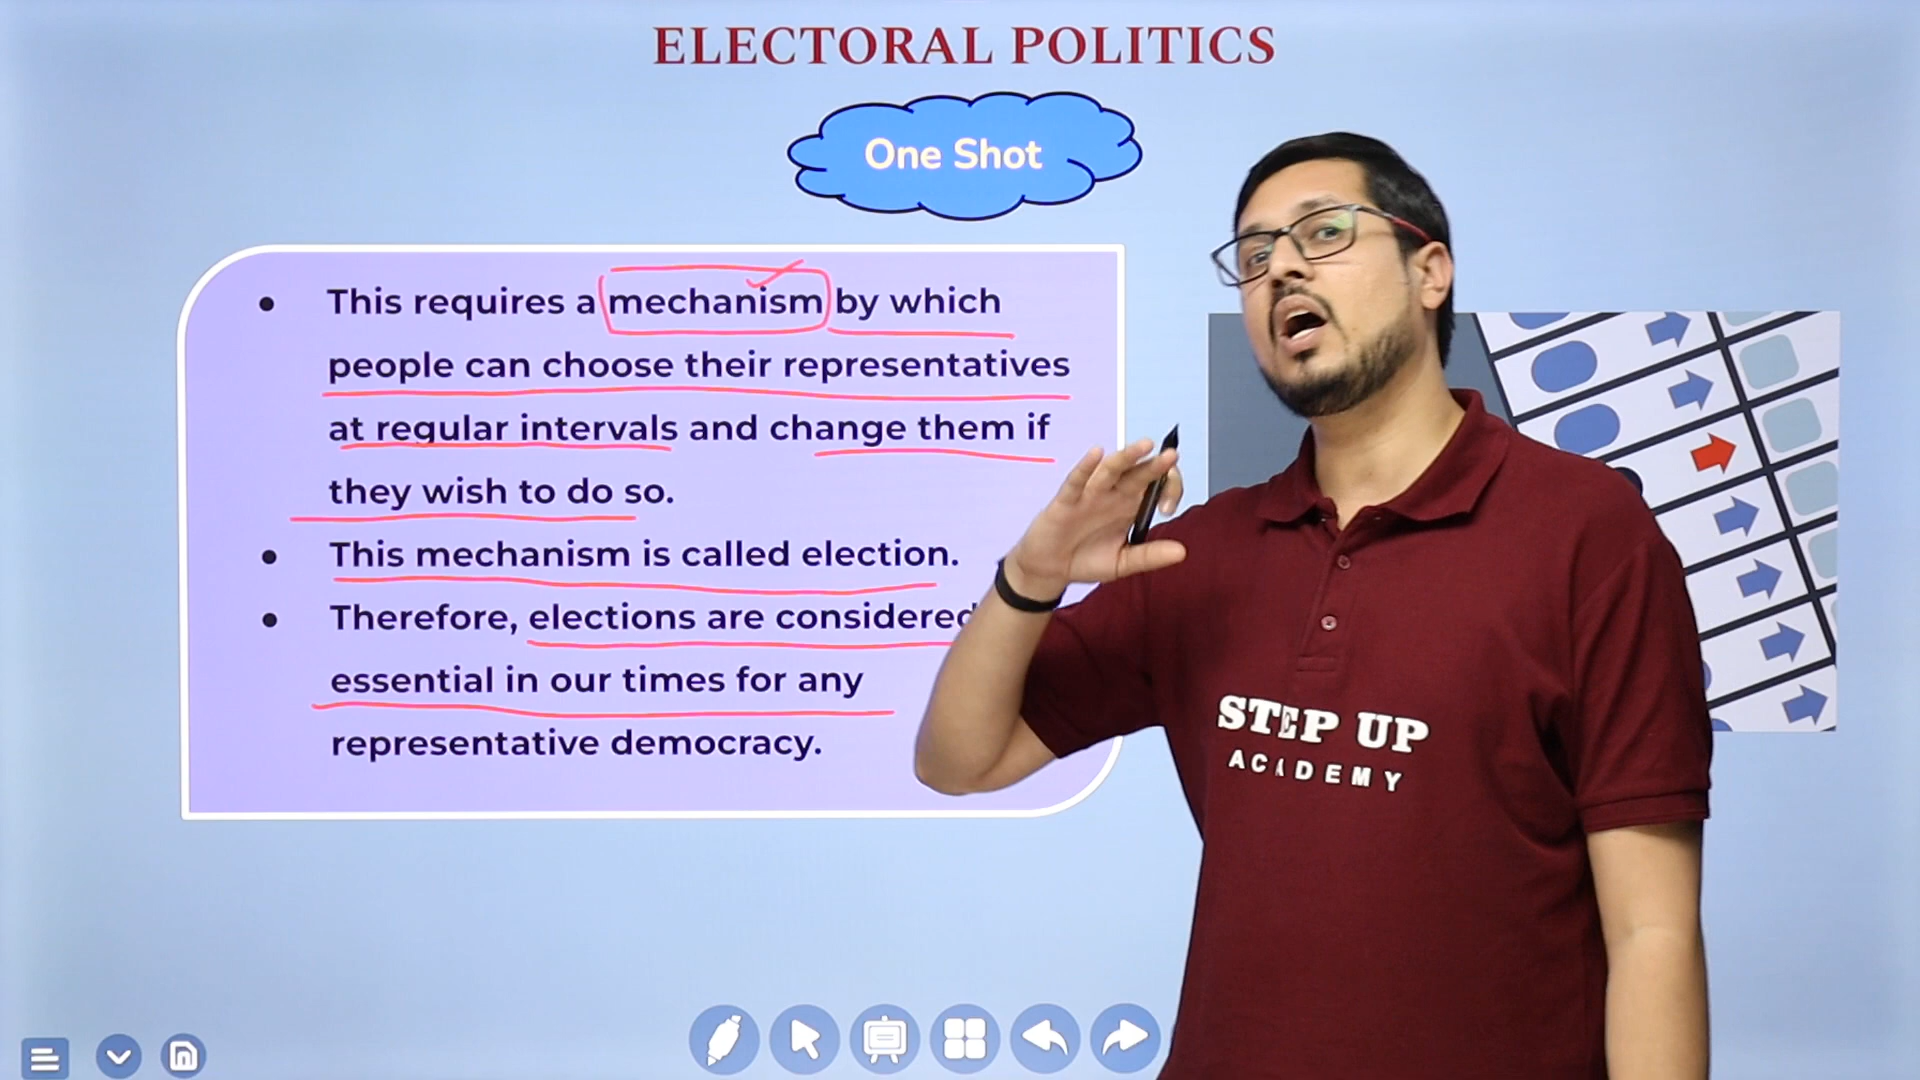 ELECTORAL POLITICS
One Shot
• This requires a mechanism by which
people can choose their representatives
at regular intervals and change them if
they wish to do so.
• This mechanism is called election.
• Therefore, elections are considered
essential in our times for any
representative democracy.
STEP UP
ACADEMY